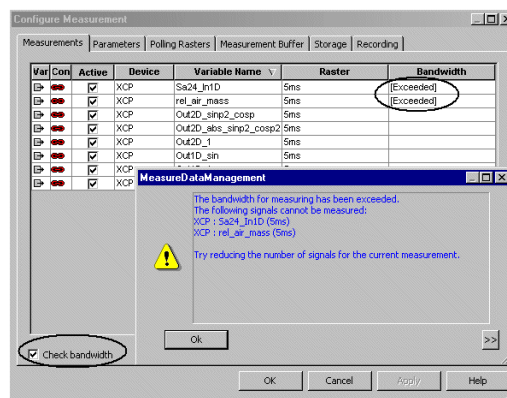 Configure Measurement
Measurements Parameters Polling Rasters Measurement Buffer Storage Recording
Var Con Active Device Variable Name Raster Bandwidth
XCP Sa24_In1D 5ms [Exceeded]
XCP rel_air_mass 5ms [Exceeded]
XCP Out2D_sinp2_cosp 5ms
XCP Out2D_abs_sinp2_cosp2 5ms
XCP Out2D_1 5ms
XCP Out1D_sin 5ms
XCP
MeasureDataManagement
The bandwidth for measuring has been exceeded.
The following signals cannot be measured:
XCP : Sa24_In1D (5ms)
XCP : rel_air_mass (5ms)
Try reducing the number of signals for the current measurement.
Ok >>
Check bandwidth
OK Cancel Apply Help